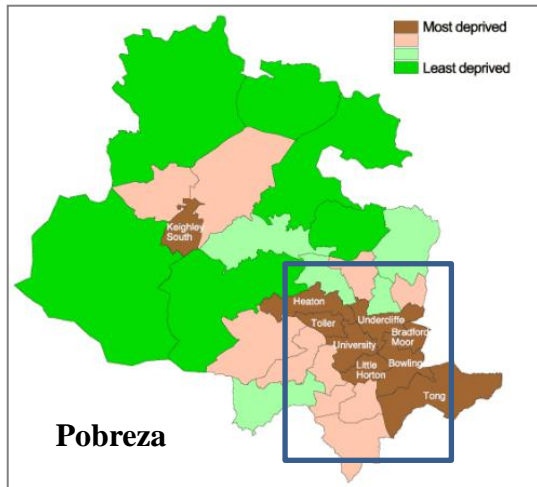 Most deprived
Least deprived
Keighley
South
Heaton
Toller
Undercliffe
University
Bradford
Moor
Little
Horton
Bowling
Tong
Pobreza